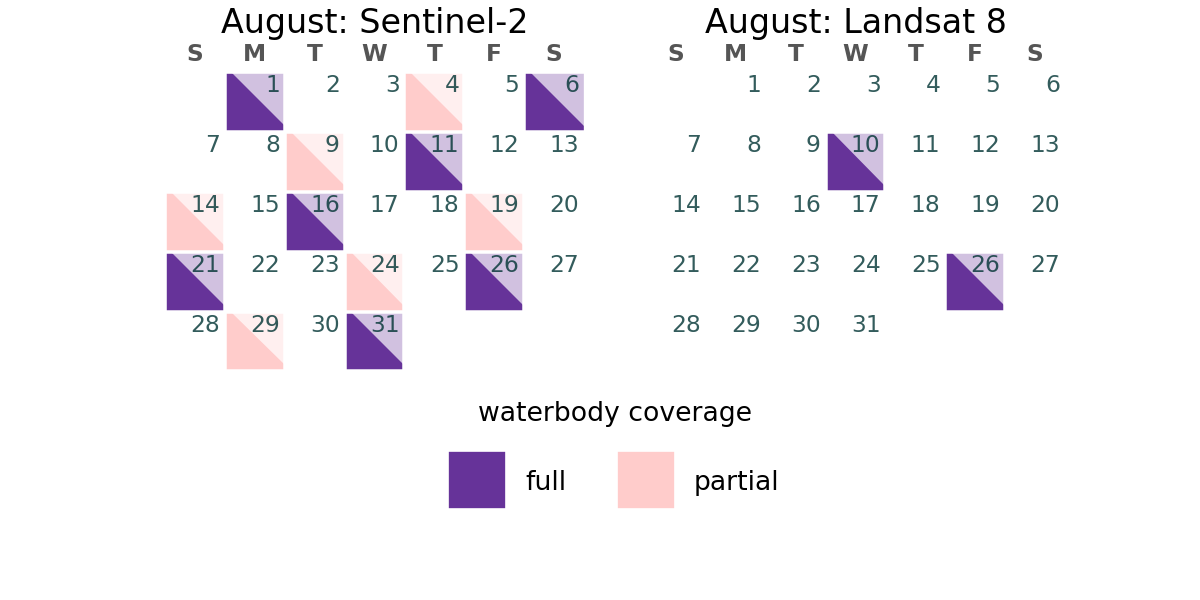 August: Sentinel-2
S M T W T F S
1 2 3 4 5 6
7 8 9 10 11 12 13
14 15 16 17 18 19 20
21 22 23 24 25 26 27
28 29 30 31
August: Landsat 8
S M T W T F S
1 2 3 4 5 6
7 8 9 10 11 12 13
14 15 16 17 18 19 20
21 22 23 24 25 26 27
28 29 30 31
waterbody coverage
full partial